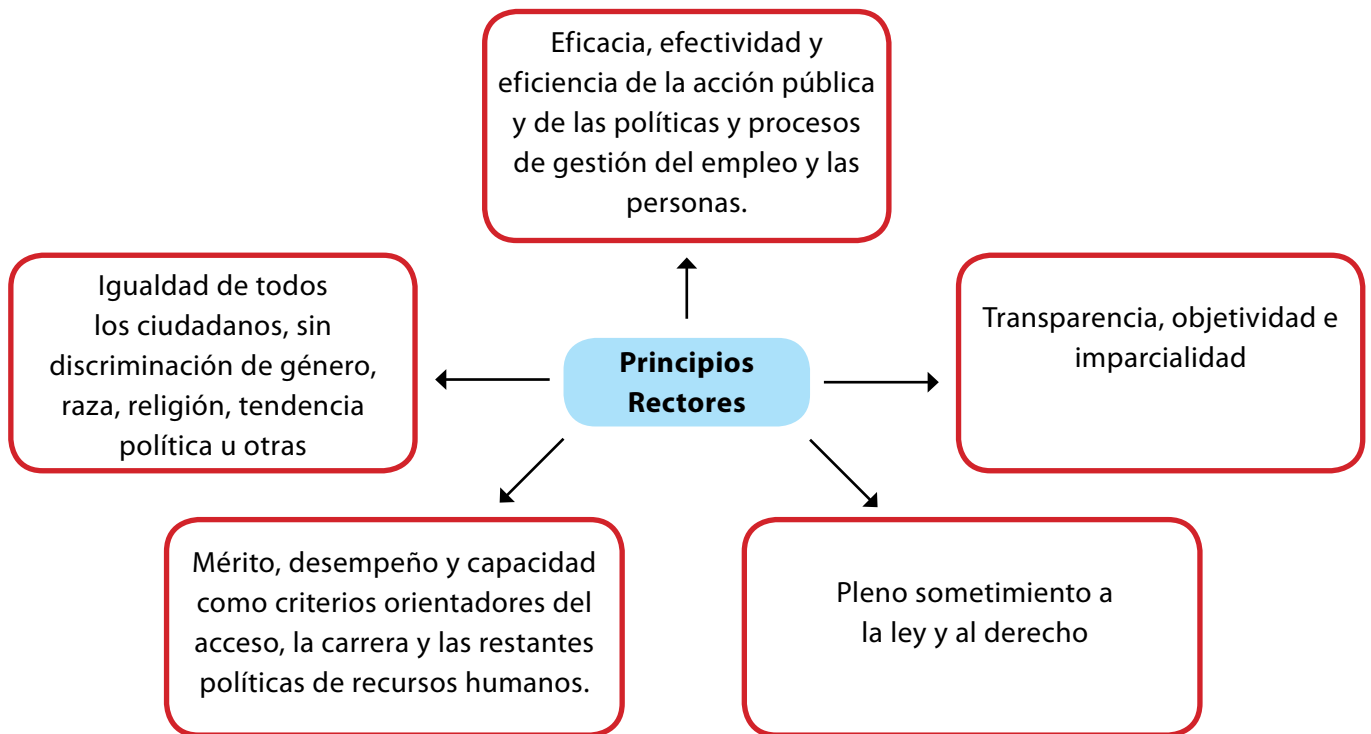 Eficacia, efectividad y
eficiencia de la acción pública
y de las políticas y procesos
de gestión del empleo y las
personas.
Igualdad de todos
los ciudadanos, sin
discriminación de género,
raza, religión, tendencia
política u otras
Principios
Rectores
Transparencia, objetividad e
imparcialidad
Mérito, desempeño y capacidad
como criterios orientadores del
acceso, la carrera y las restantes
políticas de recursos humanos.
Pleno sometimiento a
la ley y al derecho